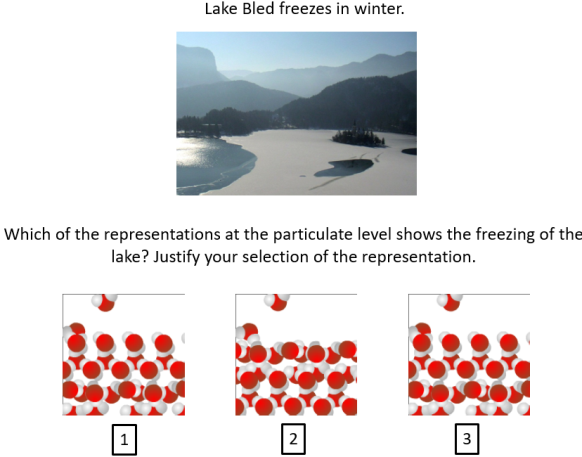 Lake Bled freezes in winter.
Which of the representations at the particulate level shows the freezing of the
lake? Justify your selection of the representation.
1
2
3